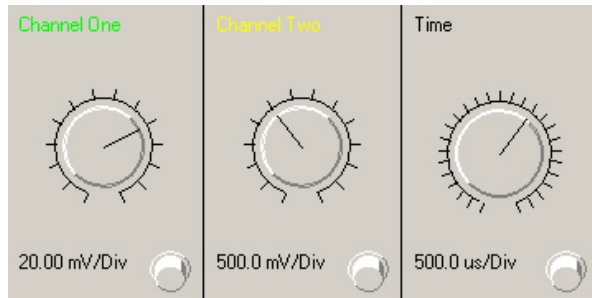 Channel One
Channel Two
Time
20.00 mV/Div
500.0 mV/Div
500.0 us/Div